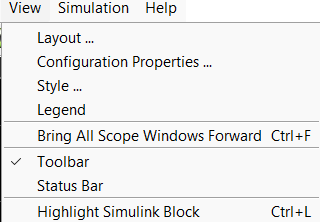 View Simulation Help
Layout ...
Configuration Properties ...
Style ...
Legend
Bring All Scope Windows Forward Ctrl+F
Toolbar
Status Bar
Highlight Simulink Block Ctrl+L